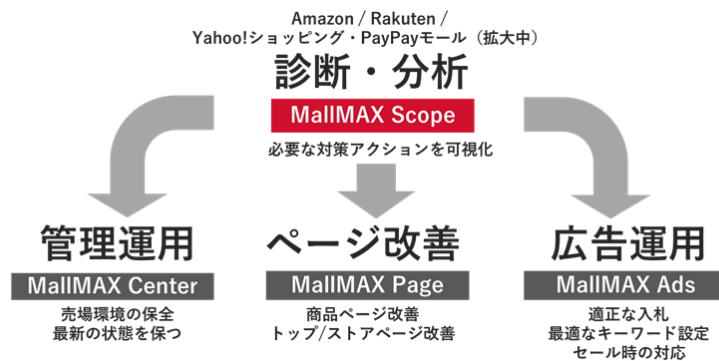 Amazon / Rakuten /
Yahoo!ショッピング・PayPayモール（拡大中）
診断・分析
MallMAX Scope
必要な対策アクションを可視化
管理運用
MallMAX Center
売場環境の保全
最新の状態を保つ
ページ改善
MallMAX Page
商品ページ改善
トップ/ストアページ改善
広告運用
MallMAX Ads
適正な入札
最適なキーワード設定
セール時の対応